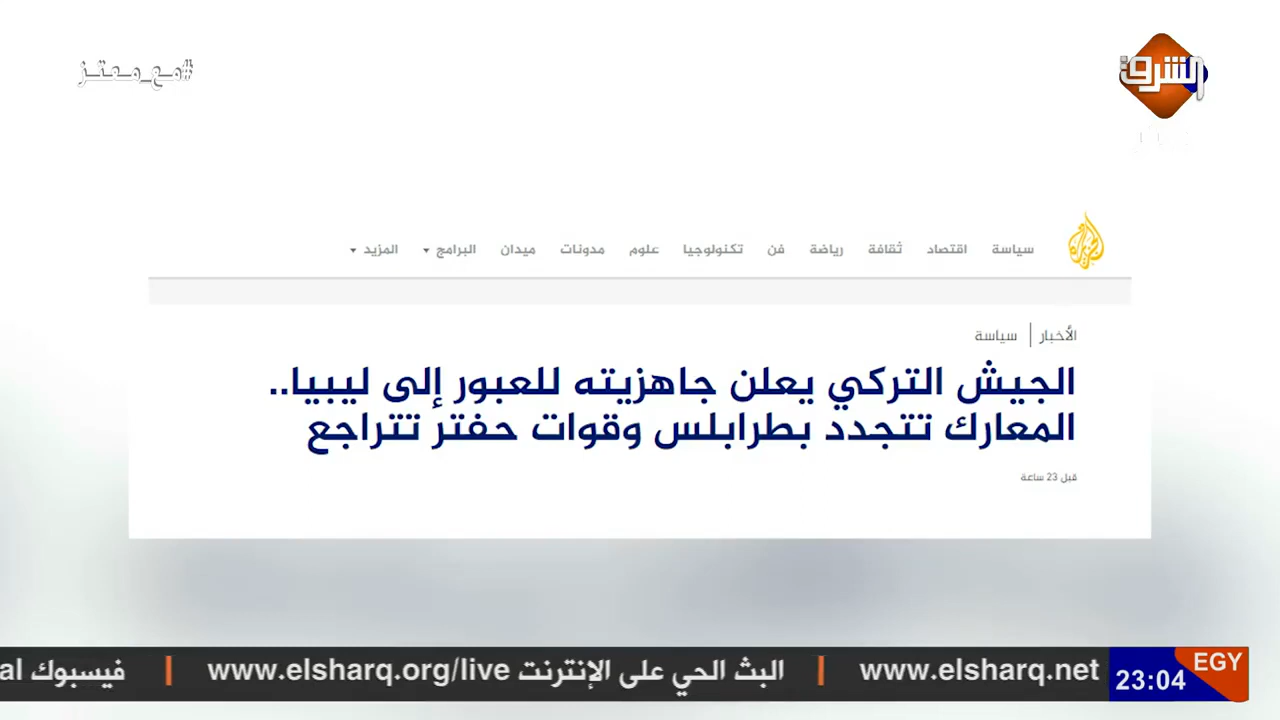 #مع_معتز
الشرق
سياسة اقتصاد ثقافة رياضة فن تكنولوجيا علوم مدونات ميدان البرامج المزيد
الجزيرة
الأخبار | سياسة
الجيش التركي يعلن جاهزيته للعبور إلى ليبيا..
المعارك تتجدد بطرابلس وقوات حفتر تتراجع
قبل 23 ساعة
EGY
23:04
www.elsharq.net | البث الحي على الإنترنت www.elsharq.org/live | فيسبوك al